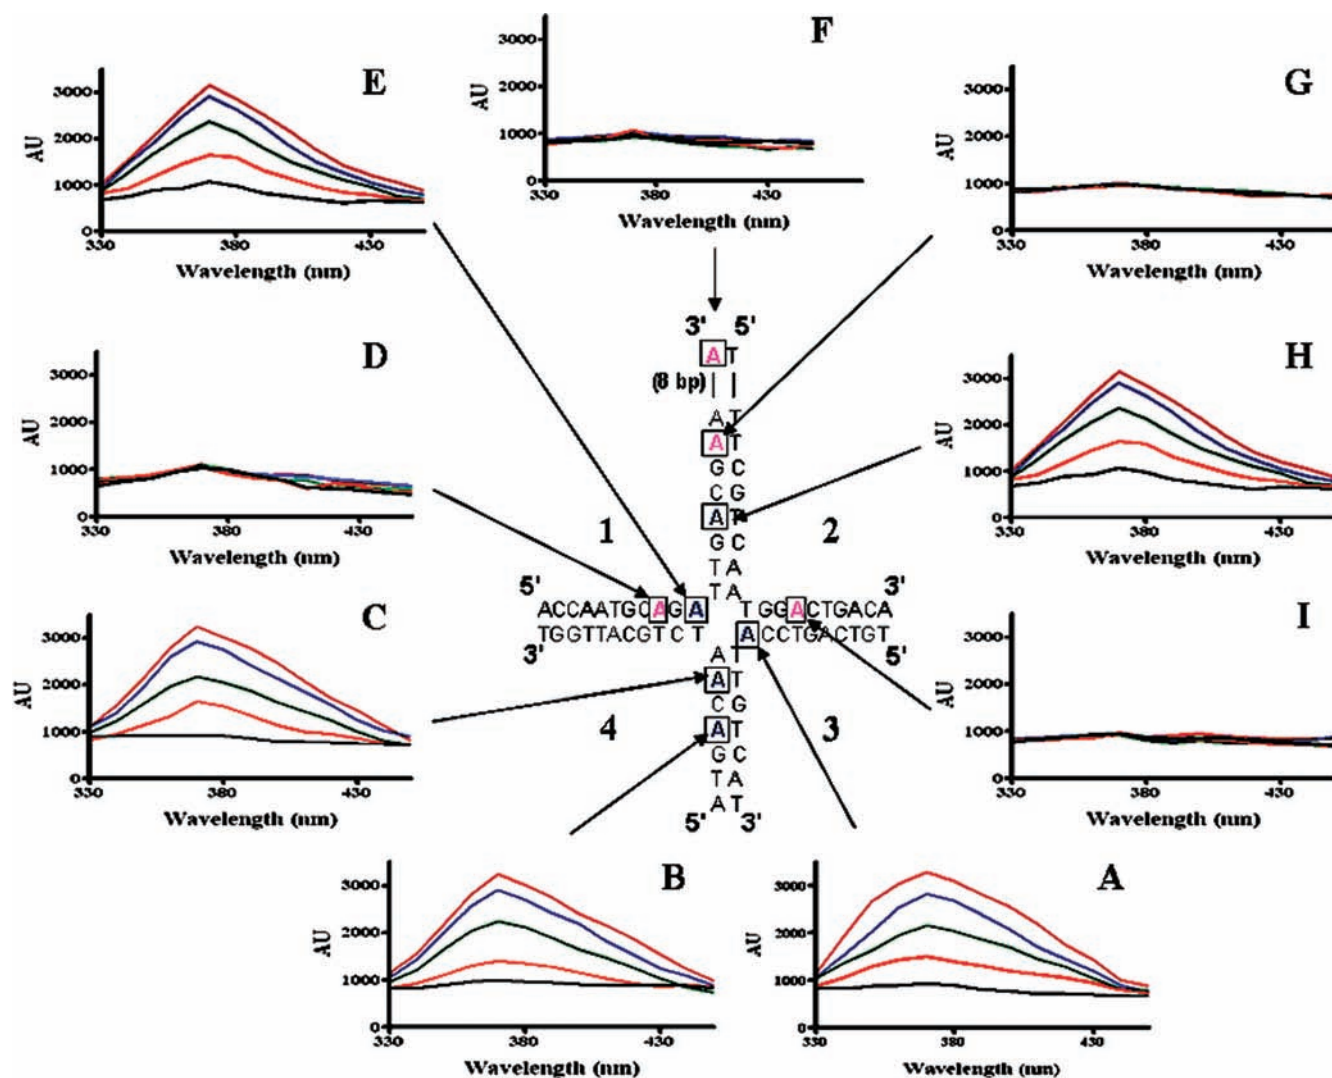 F
3000
2000
1000
0
AU
330
380
430
Wavelength (nm)
E
3000
2000
1000
0
AU
330
380
430
Wavelength (nm)
G
3000
2000
1000
0
AU
330
380
430
Wavelength (nm)
D
3000
2000
1000
0
AU
330
380
430
Wavelength (nm)
H
3000
2000
1000
0
AU
330
380
430
Wavelength (nm)
3' 5'
A T
(8 bp)
A T
A T
G C
C G
A T
G C
T A
T A
1
2
5' 3'
ACCAATGCAGA TGGACTGACA
TGGTTACGTCT ACCTGACTGT
3' 5'
A T
A T
C G
A T
G C
T A
A T
5' 3'
4
3
C
3000
2000
1000
0
AU
330
380
430
Wavelength (nm)
I
3000
2000
1000
0
AU
330
380
430
Wavelength (nm)
B
3000
2000
1000
0
AU
330
380
430
Wavelength (nm)
A
3000
2000
1000
0
AU
330
380
430
Wavelength (nm)